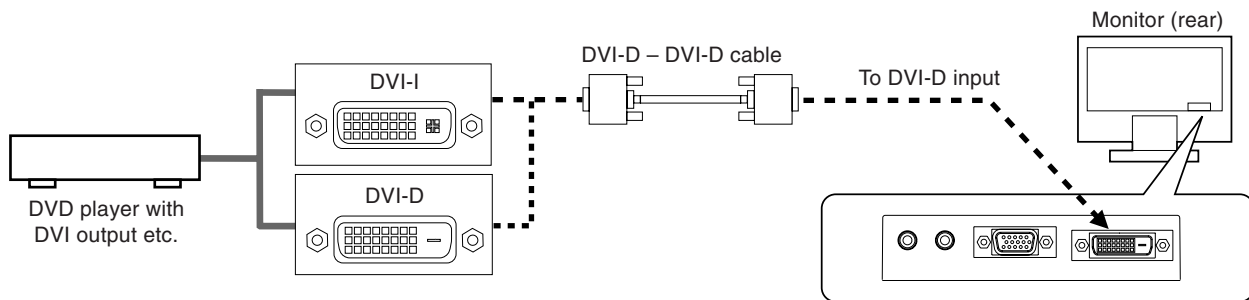 Monitor (rear)
DVI-D – DVI-D cable
DVI-I
To DVI-D input
DVI-D
DVD player with
DVI output etc.